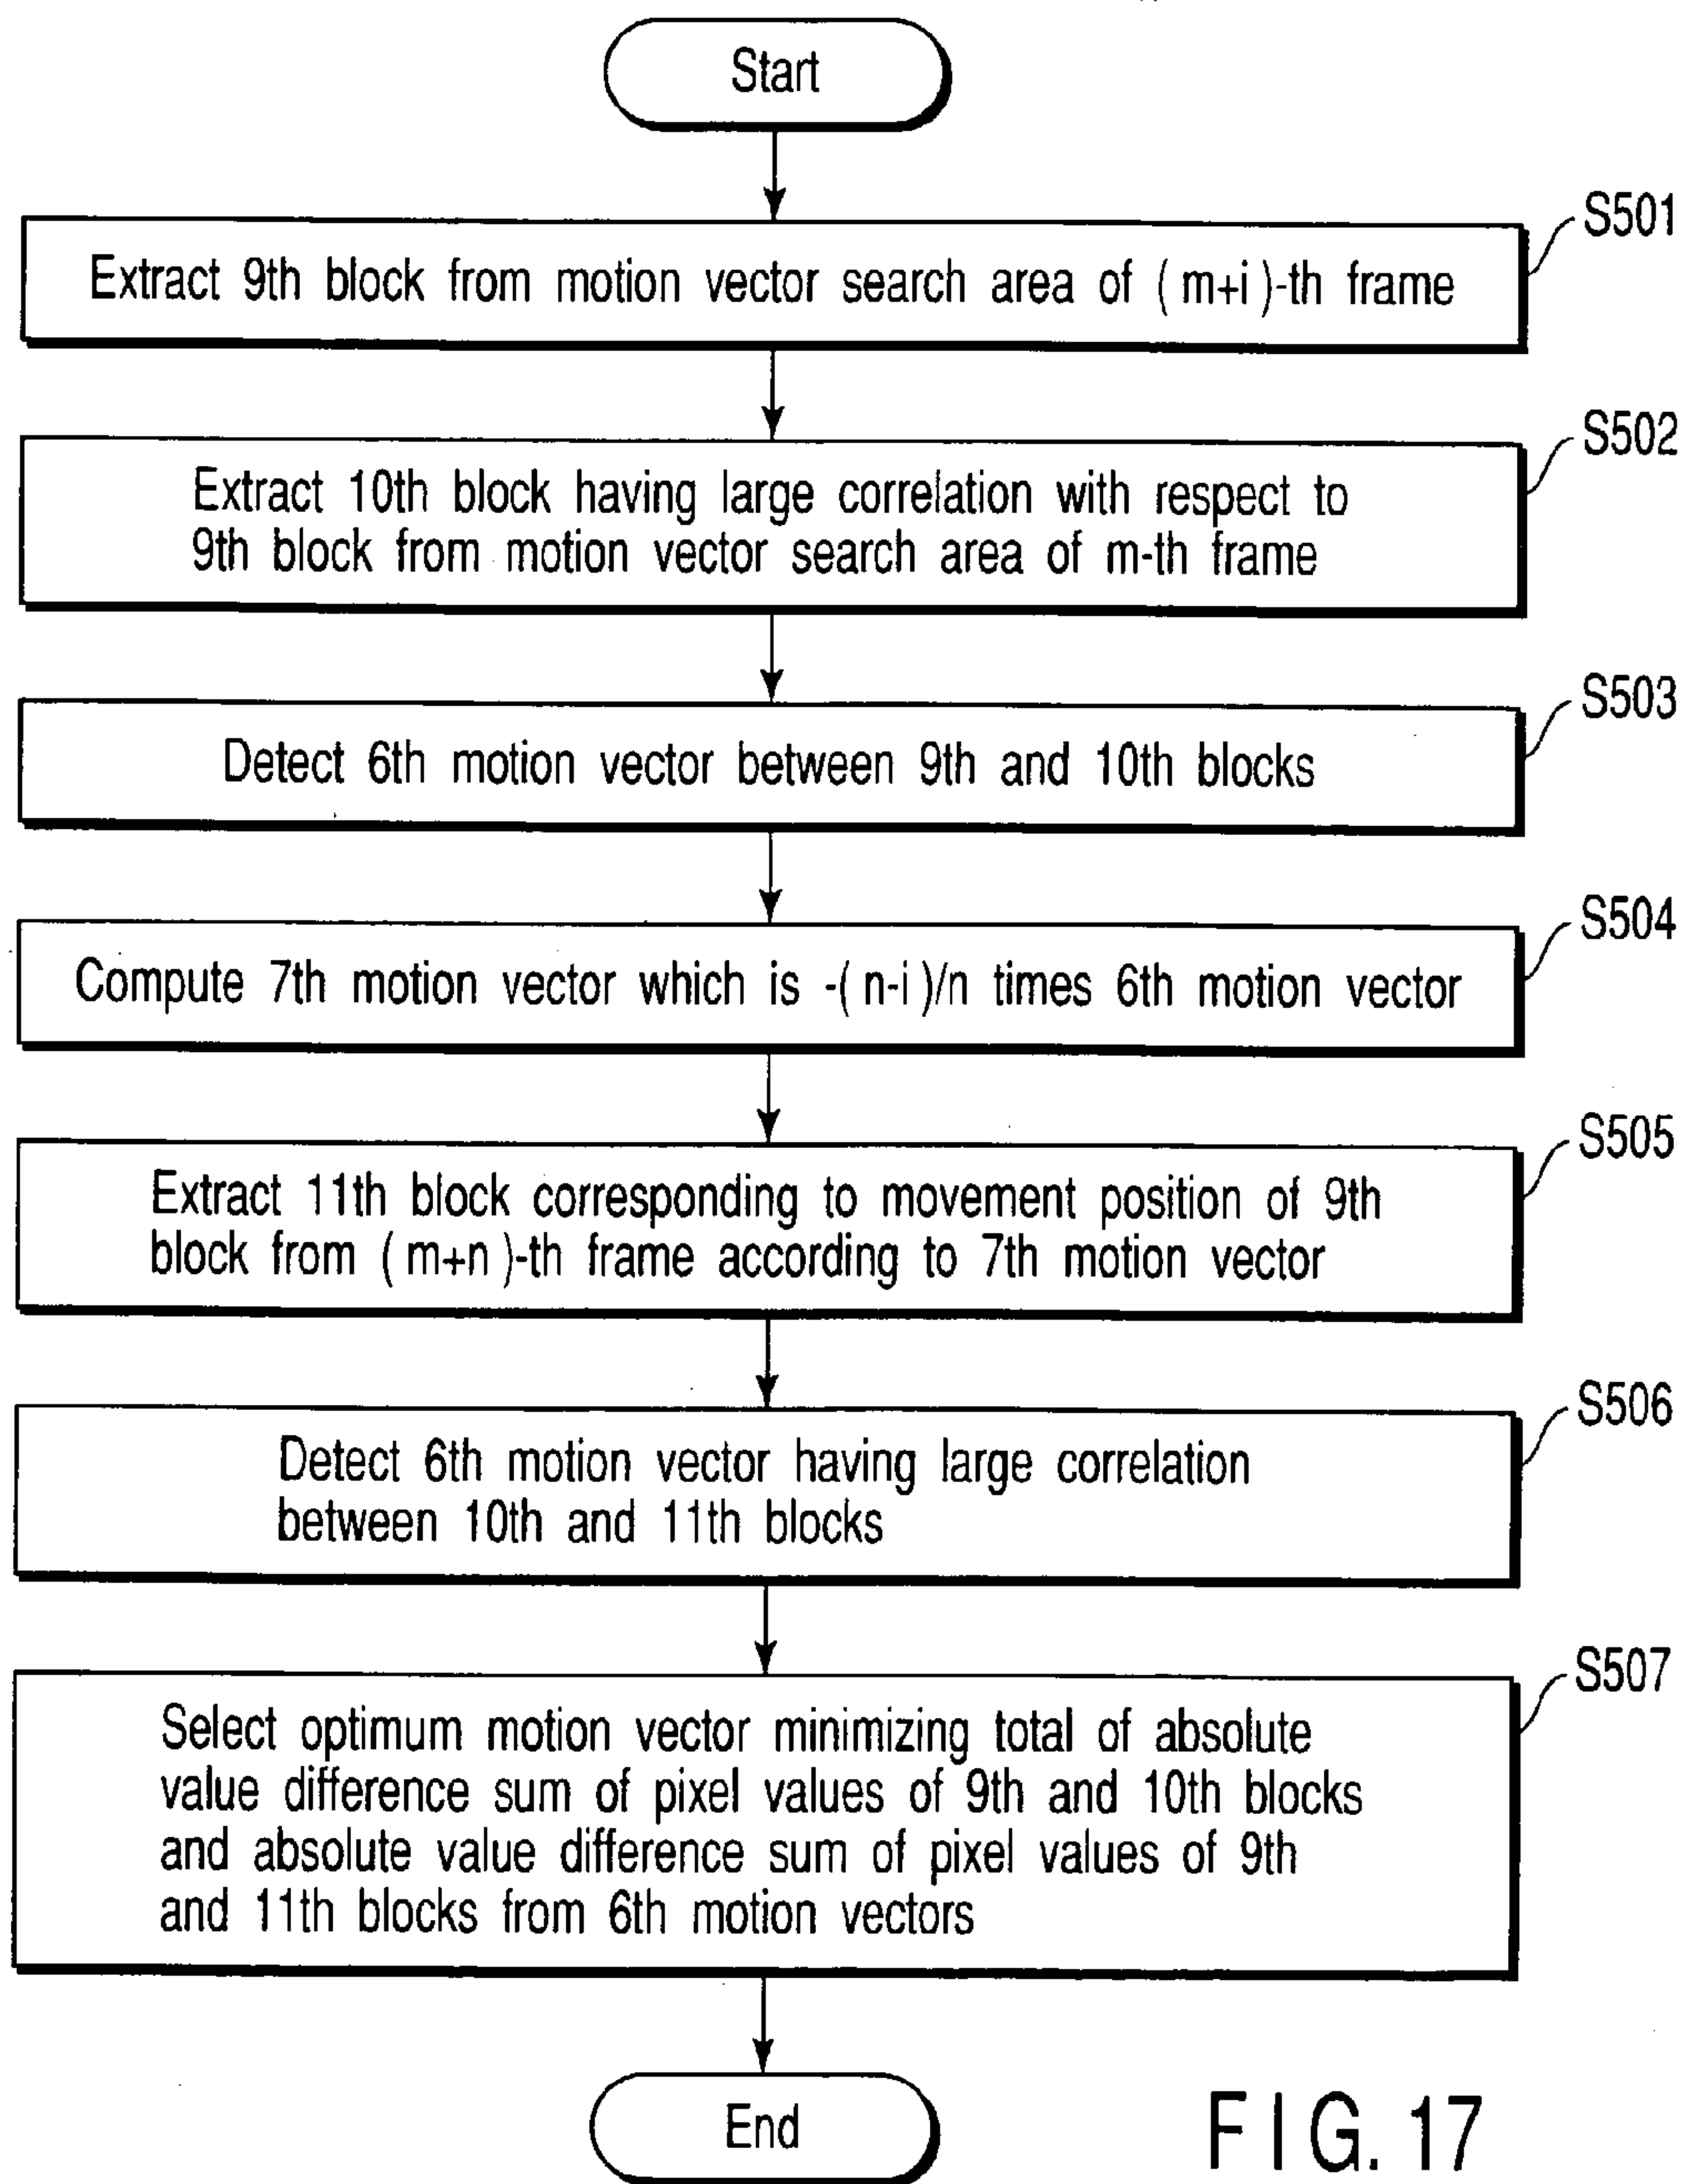 Start
S501
Extract 9th block from motion vector search area of (m+i)-th frame
S502
Extract 10th block having large correlation with respect to
9th block from motion vector search area of m-th frame
S503
Detect 6th motion vector between 9th and 10th blocks
S504
Compute 7th motion vector which is -(n-i)/n times 6th motion vector
S505
Extract 11th block corresponding to movement position of 9th
block from (m+n)-th frame according to 7th motion vector
S506
Detect 6th motion vector having large correlation
between 10th and 11th blocks
S507
Select optimum motion vector minimizing total of absolute
value difference sum of pixel values of 9th and 10th blocks
and absolute value difference sum of pixel values of 9th
and 11th blocks from 6th motion vectors
End
FIG. 17